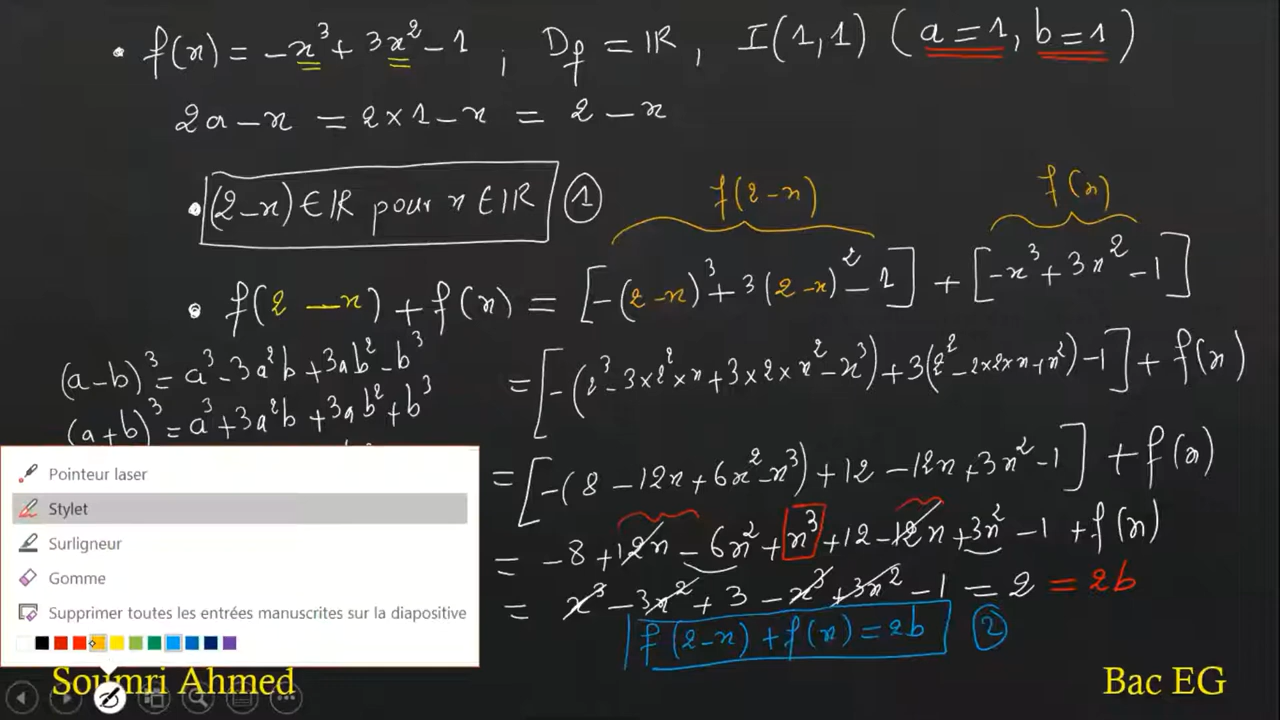 • f(x) = -x³ + 3x² - 1 ; Df = IR , I(1,1) (a = 1, b = 1)
2a - x = 2 × 1 - x = 2 - x
• (2-x) ∈ IR pour x ∈ IR ①
f(2-x) f(x)
• f(2 - x) + f(x) = [-(2-x)³ + 3(2-x)² - 1] + [-x³ + 3x² - 1]
(a-b)³ = a³ - 3a²b + 3ab² - b³
= [-(2³ - 3×2²×x + 3×2×x² - x³) + 3(2² - 2×2×x + x²) - 1] + f(x)
(a+b)³ = a³ + 3a²b + 3ab² + b³
= [-(8 - 12x + 6x² - x³) + 12 - 12x + 3x² - 1] + f(x)
= -8 + 12x - 6x² + x³ + 12 - 12x + 3x² - 1 + f(x)
= x³ - 3x² + 3 - x³ + 3x² - 1 = 2 = 2b
f(2-x) + f(x) = 2b ②
Pointeur laser
Stylet
Surligneur
Gomme
Supprimer toutes les entrées manuscrites sur la diapositive
Soumri Ahmed
Bac EG